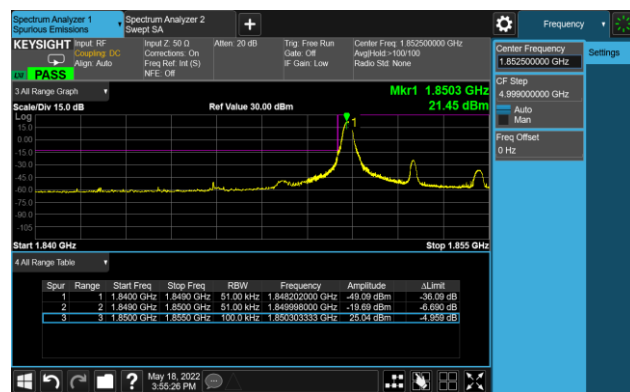 Spectrum Analyzer 1
Spurious Emissions
Spectrum Analyzer 2
Swept SA
Frequency
KEYSIGHT
Input: RF
Coupling: DC
Align: Auto
Input Z: 50 Ω
Corrections: On
Freq Ref: Int (S)
NFE: Off
Atten: 20 dB
Trig: Free Run
Gate: Off
IF Gain: Low
Center Freq: 1.852500000 GHz
Avg|Hold:>100/100
Radio Std: None
PASS
Center Frequency
1.852500000 GHz
Settings
CF Step
4.999000000 GHz
Auto
Man
Freq Offset
0 Hz
3 All Range Graph
Mkr1 1.8503 GHz
Scale/Div 15.0 dB
Ref Value 30.00 dBm
21.45 dBm
Log
1
15.0
0.00
-15.0
-30.0
-45.0
-60.0
-75.0
-90.0
-105
Start 1.840 GHz
Stop 1.855 GHz
4 All Range Table
Spur Range Start Freq Stop Freq RBW Frequency Amplitude ΔLimit
1 1 1.8400 GHz 1.8490 GHz 51.00 kHz 1.848202000 GHz -49.09 dBm -36.09 dB
2 2 1.8490 GHz 1.8500 GHz 51.00 kHz 1.849998000 GHz -19.69 dBm -6.690 dB
3 3 1.8500 GHz 1.8550 GHz 100.0 kHz 1.850303333 GHz 25.04 dBm -4.959 dB
?
May 18, 2022
3:55:26 PM